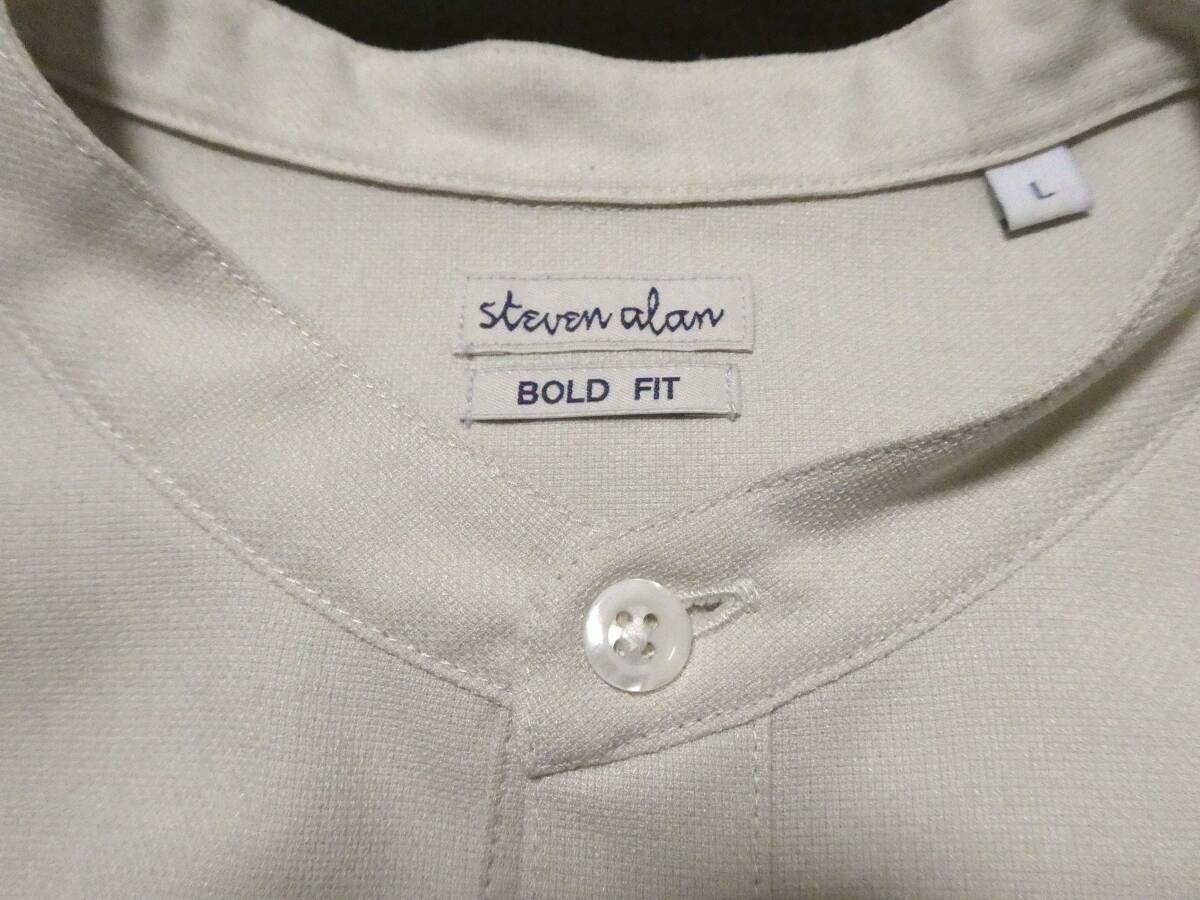 L
steven alan
BOLD FIT